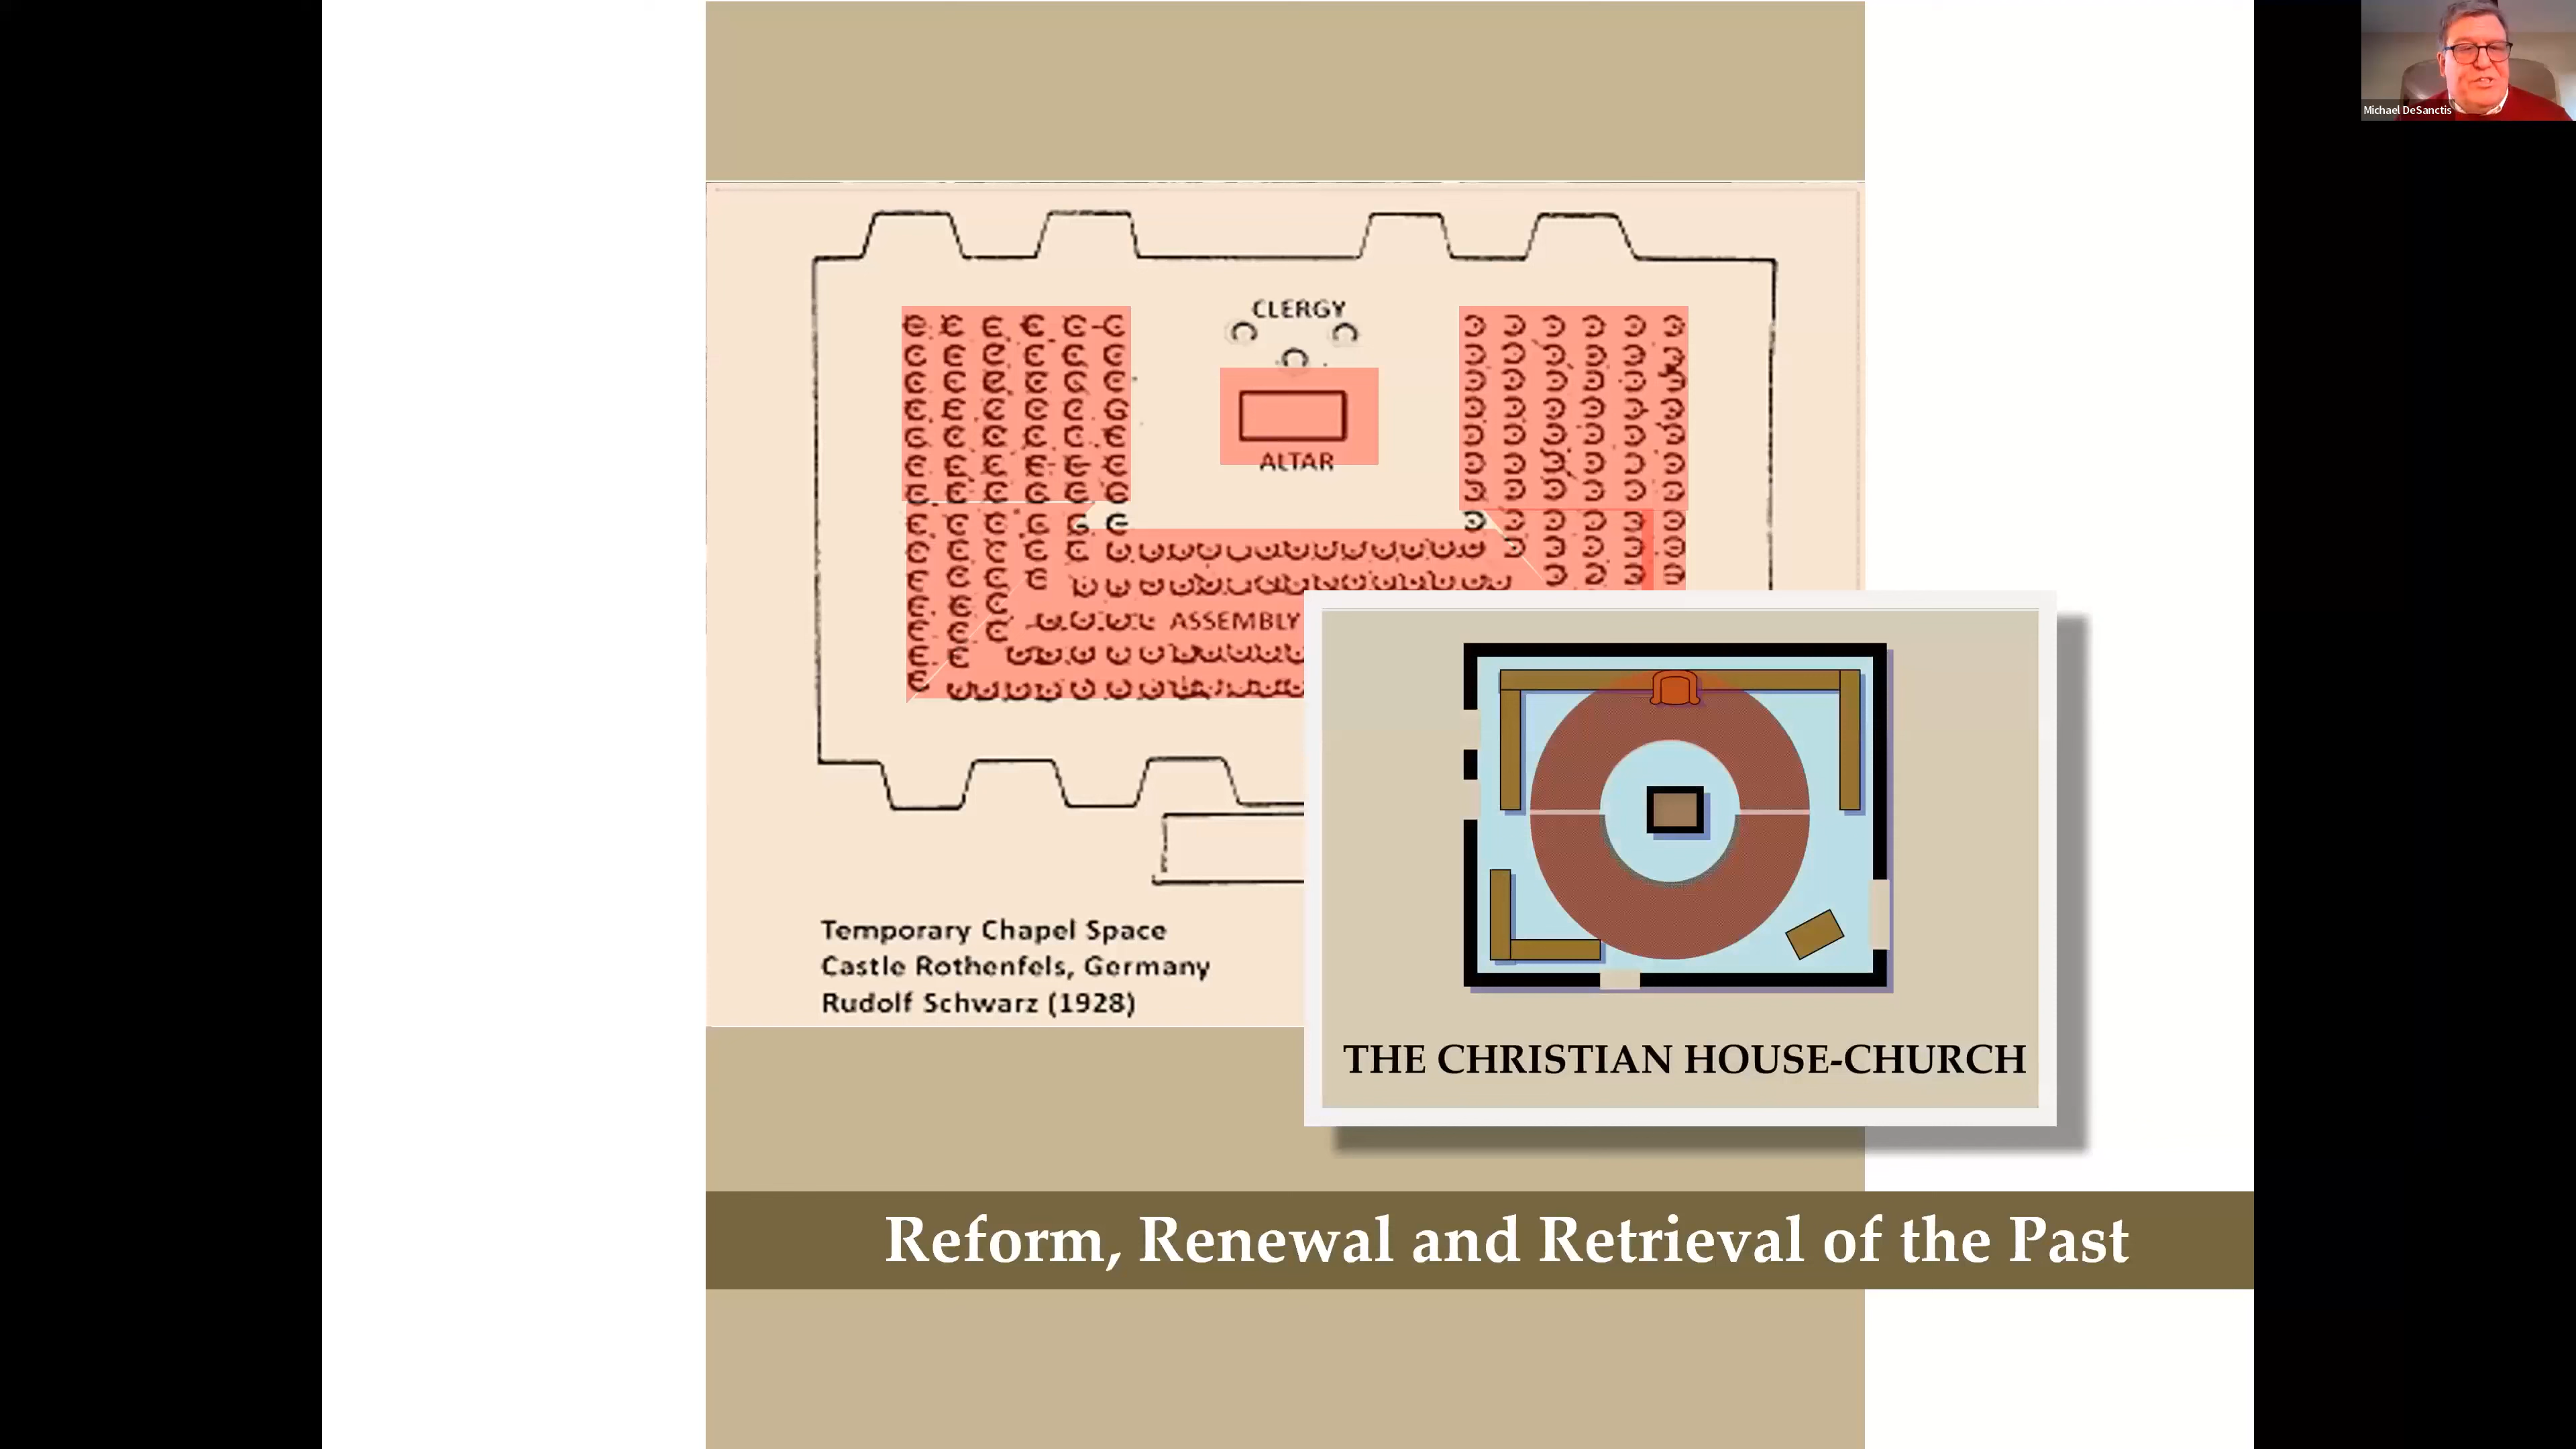 Michael DeSanctis
CLERGY
ALTAR
ASSEMBLY
Temporary Chapel Space
Castle Rothenfels, Germany
Rudolf Schwarz (1928)
THE CHRISTIAN HOUSE-CHURCH
Reform, Renewal and Retrieval of the Past